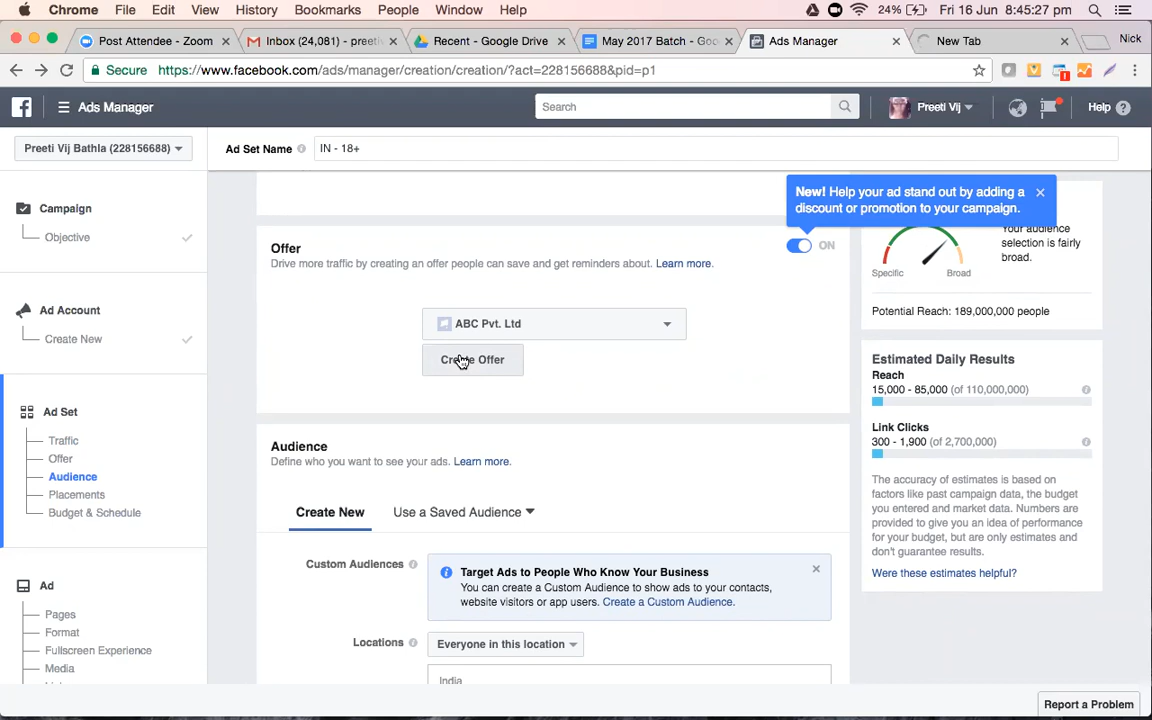 Chrome File Edit View History Bookmarks People Window Help 24% Fri 16 Jun 8:45:27 pm
Post Attendee - Zoom Inbox (24,081) - preeti Recent - Google Drive May 2017 Batch - Go Ads Manager New Tab Nick
Secure https://www.facebook.com/ads/manager/creation/creation/?act=228156688&pid=p1
Ads Manager Search Preeti Vij Help
Preeti Vij Bathla (228156688) Ad Set Name IN - 18+
New! Help your ad stand out by adding a
discount or promotion to your campaign.
Campaign
Objective
Ad Account
Create New
Ad Set
Traffic
Offer
Audience
Placements
Budget & Schedule
Ad
Pages
Format
Fullscreen Experience
Media
Offer ON
Drive more traffic by creating an offer people can save and get reminders about. Learn more.
ABC Pvt. Ltd
Create Offer
Audience
Define who you want to see your ads. Learn more.
Create New Use a Saved Audience
Custom Audiences
Target Ads to People Who Know Your Business
You can create a Custom Audience to show ads to your contacts,
website visitors or app users. Create a Custom Audience.
Locations Everyone in this location
India
Your audience
selection is fairly
broad.
Specific Broad
Potential Reach: 189,000,000 people
Estimated Daily Results
Reach
15,000 - 85,000 (of 110,000,000)
Link Clicks
300 - 1,900 (of 2,700,000)
The accuracy of estimates is based on
factors like past campaign data, the budget
you entered and market data. Numbers are
provided to give you an idea of performance
for your budget, but are only estimates and
don't guarantee results.
Were these estimates helpful?
Report a Problem